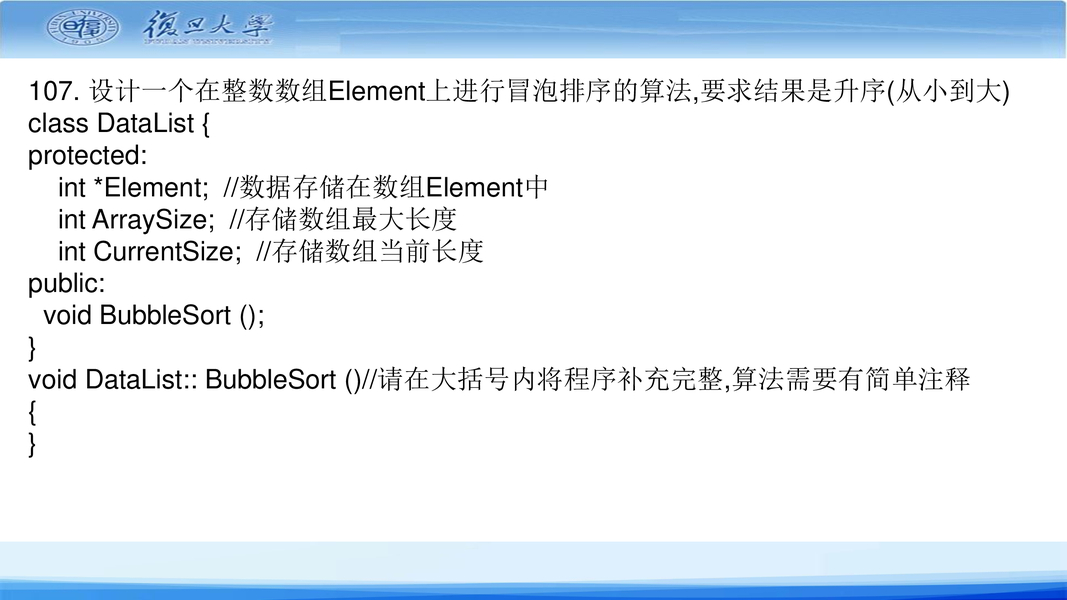 復旦大學
107. 设计一个在整数数组Element上进行冒泡排序的算法,要求结果是升序(从小到大)
class DataList {
protected:
int *Element; //数据存储在数组Element中
int ArraySize; //存储数组最大长度
int CurrentSize; //存储数组当前长度
public:
void BubbleSort ();
}
void DataList:: BubbleSort ()//请在大括号内将程序补充完整,算法需要有简单注释
{
}